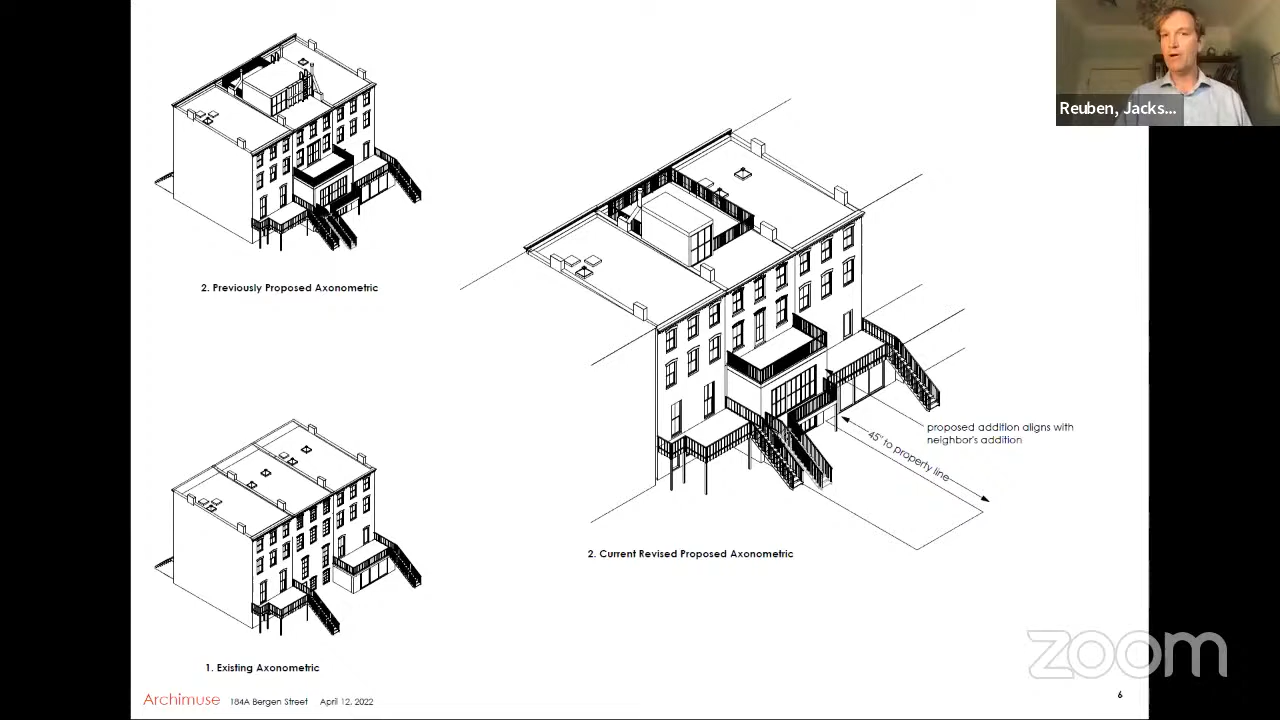 Reuben, Jacks...
2. Previously Proposed Axonometric
proposed addition aligns with
neighbor's addition
45' to property line
2. Current Revised Proposed Axonometric
zoom
1. Existing Axonometric
Archimuse 184A Bergen Street April 12, 2022
6